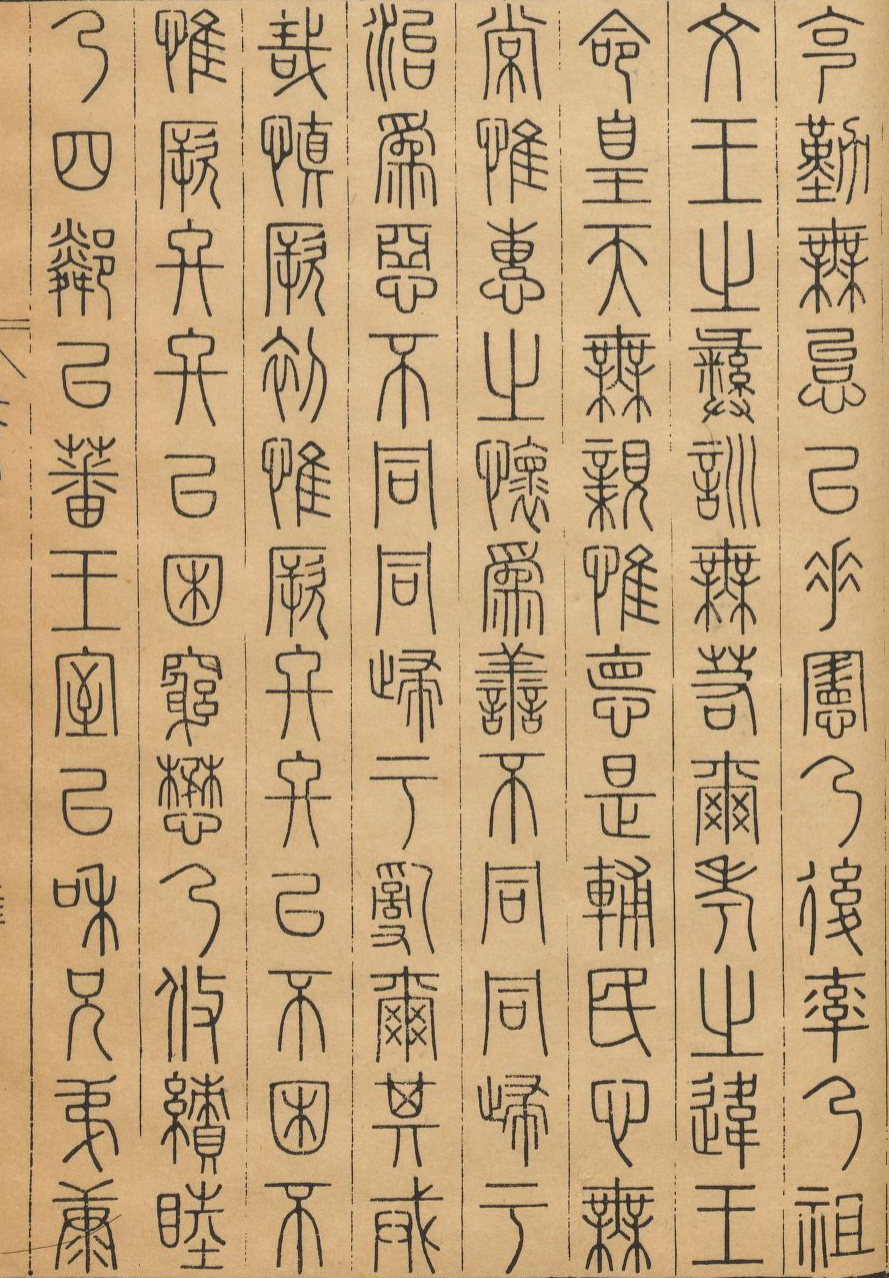 克勤無怠以垂憲乃後率乃祖
文王之彝訓無若爾考之違王
命皇天無親惟德是輔民心無
常惟惠之懷爲善不同同歸于
治爲惡不同同歸于亂爾其戒
哉慎厥初惟厥終終以不困不
惟厥終終以困窮懋乃攸績睦
乃四鄰以蕃王室以和兄弟康